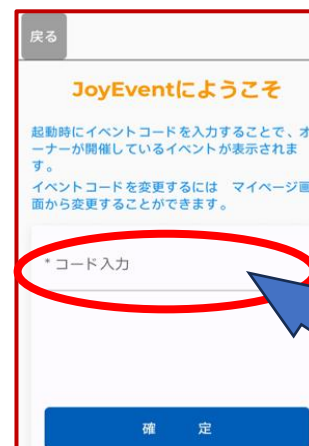 戻る
JoyEventにようこそ
起動時にイベントコードを入力することで、オ
ーナーが開催しているイベントが表示されま
す。
イベントコードを変更するには　マイページ画
面から変更することができます。
* コード入力
確　　定